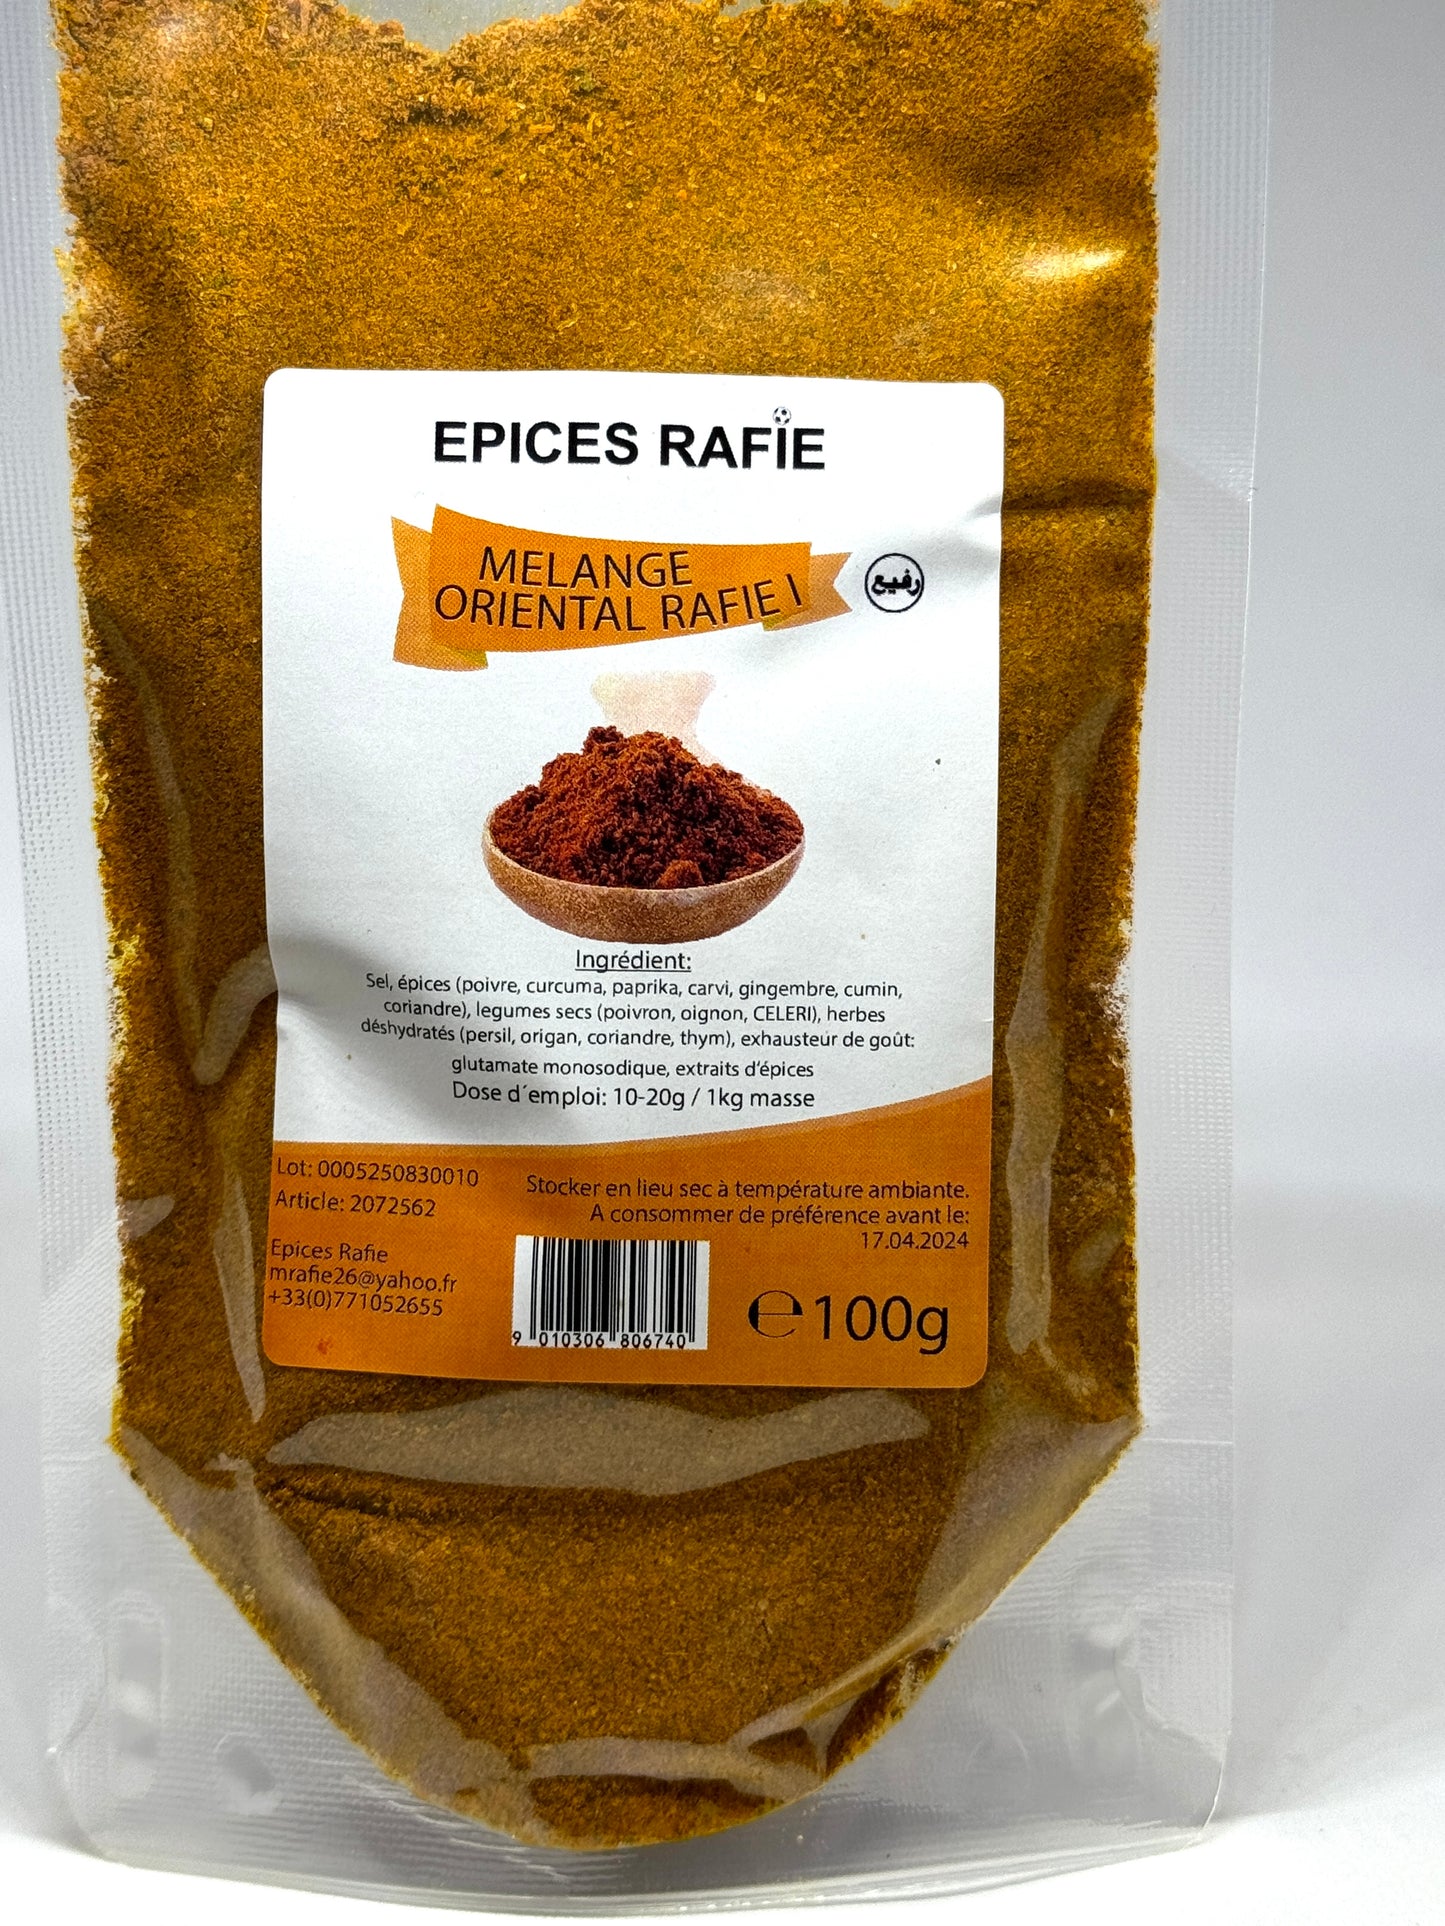 EPICES RAFIE
MELANGE
ORIENTAL RAFIE I
رفيع
Ingrédient:
Sel, épices (poivre, curcuma, paprika, carvi, gingembre, cumin,
coriandre), legumes secs (poivron, oignon, CELERI), herbes
déshydratés (persil, origan, coriandre, thym), exhausteur de goût:
glutamate monosodique, extraits d'épices
Dose d´emploi: 10-20g / 1kg masse
Lot: 0005250830010
Article: 2072562
Stocker en lieu sec à température ambiante.
A consommer de préférence avant le:
17.04.2024
Epices Rafie
mrafie26@yahoo.fr
+33(0)771052655
9 010306 806740
℮100g